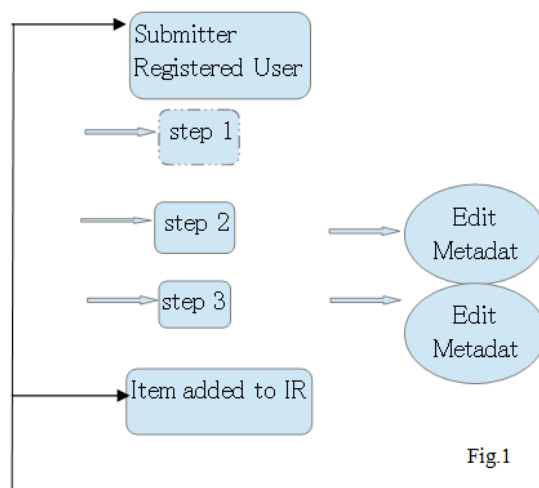 Submitter
Registered User
step 1
step 2
Edit
Metadat
step 3
Edit
Metadat
Item added to IR
Fig.1